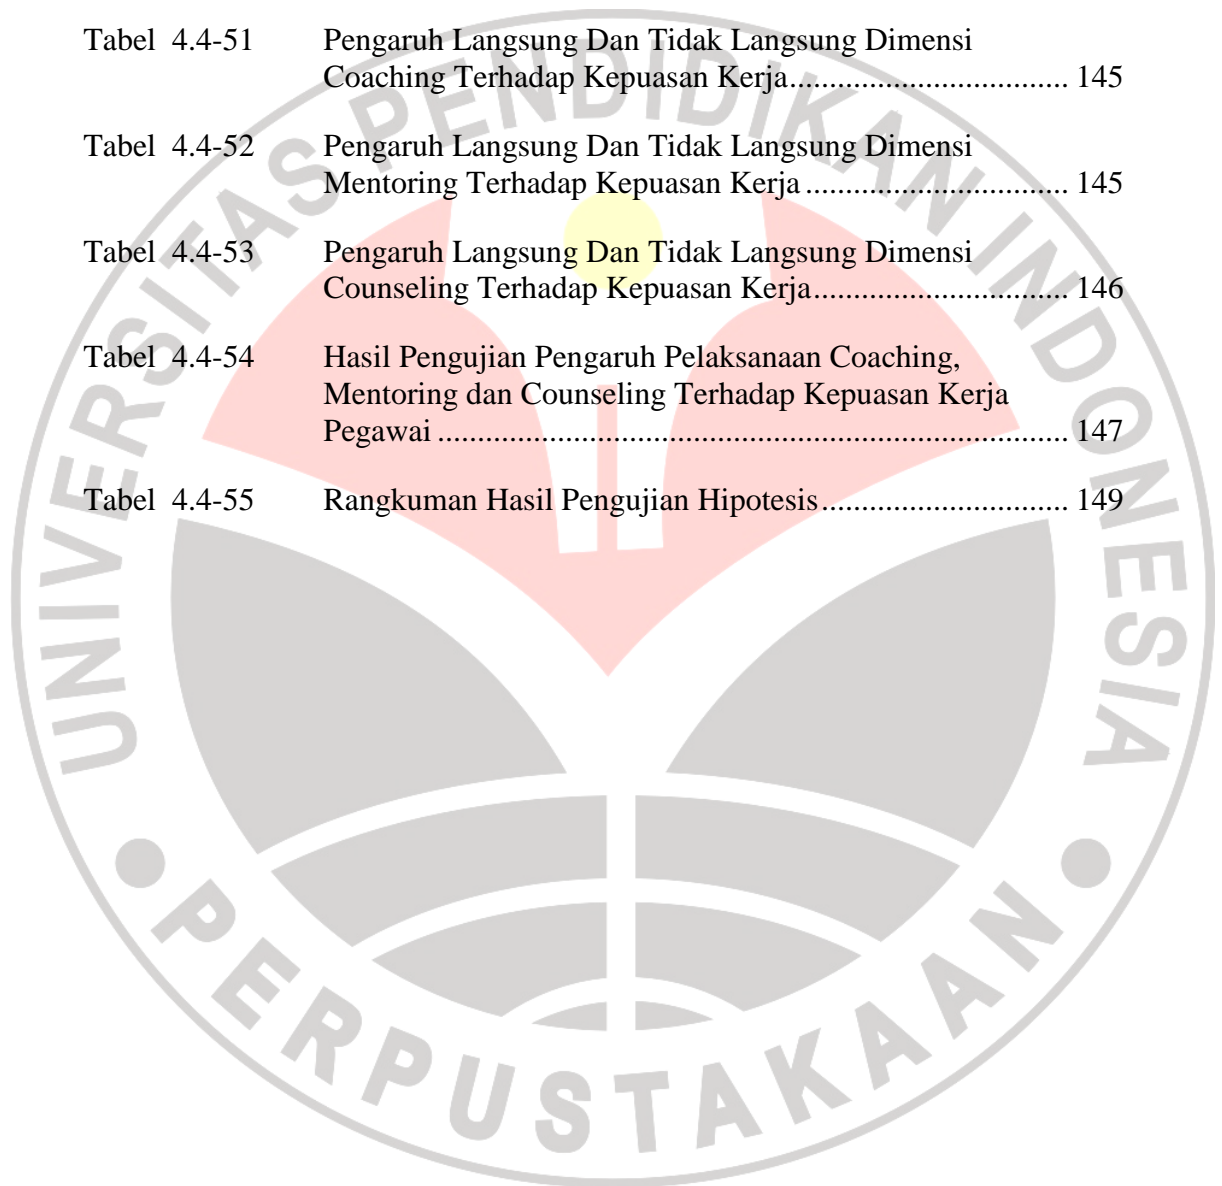 Tabel 4.4-51 Pengaruh Langsung Dan Tidak Langsung Dimensi
Coaching Terhadap Kepuasan Kerja................................... 145
Tabel 4.4-52 Pengaruh Langsung Dan Tidak Langsung Dimensi
Mentoring Terhadap Kepuasan Kerja ................................. 145
Tabel 4.4-53 Pengaruh Langsung Dan Tidak Langsung Dimensi
Counseling Terhadap Kepuasan Kerja................................ 146
Tabel 4.4-54 Hasil Pengujian Pengaruh Pelaksanaan Coaching,
Mentoring dan Counseling Terhadap Kepuasan Kerja
Pegawai ............................................................................... 147
Tabel 4.4-55 Rangkuman Hasil Pengujian Hipotesis............................... 149
UNIVERSITAS PENDIDIKAN INDONESIA
PERPUSTAKAAN